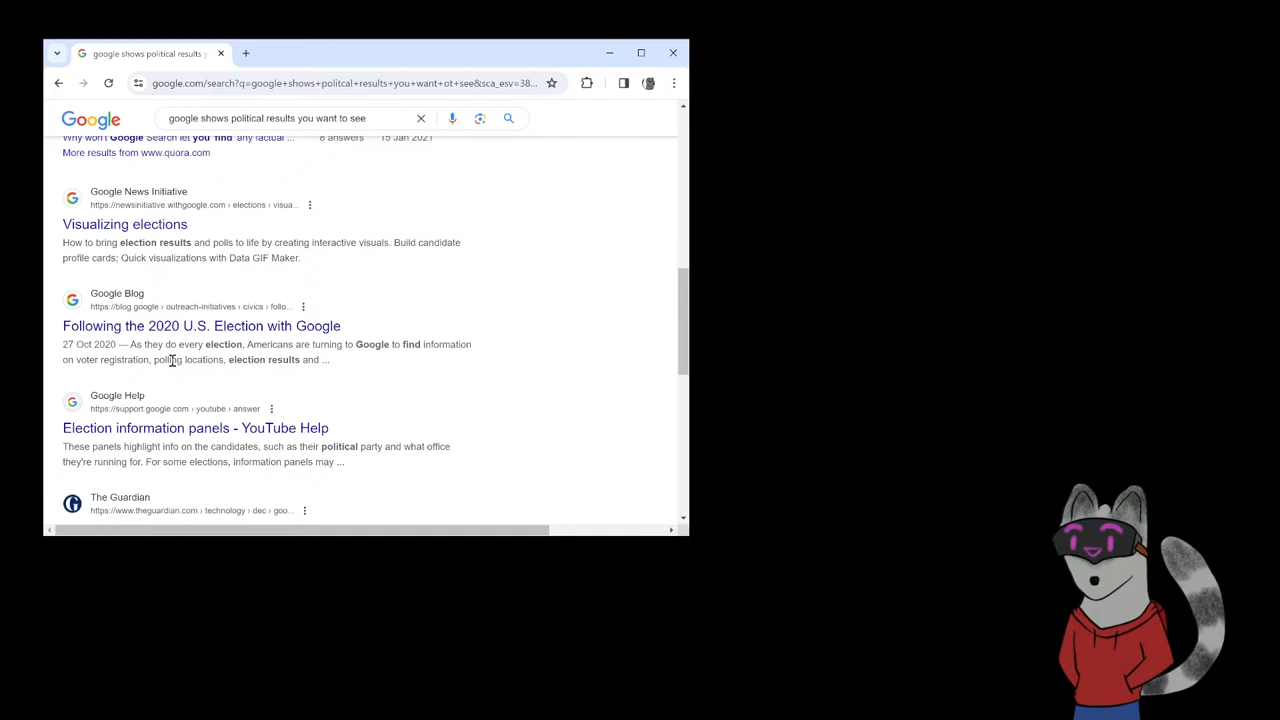 google shows political results y
google.com/search?q=google+shows+politcal+results+you+want+ot+see&sca_esv=38...
Google
google shows political results you want to see
Why won't Google Search let you 'find' any factual ... 8 answers 15 Jan 2021
More results from www.quora.com
Google News Initiative
https://newsinitiative.withgoogle.com › elections › visua...
Visualizing elections
How to bring election results and polls to life by creating interactive visuals. Build candidate
profile cards; Quick visualizations with Data GIF Maker.
Google Blog
https://blog.google › outreach-initiatives › civics › follo...
Following the 2020 U.S. Election with Google
27 Oct 2020 — As they do every election, Americans are turning to Google to find information
on voter registration, polling locations, election results and ...
Google Help
https://support.google.com › youtube › answer
Election information panels - YouTube Help
These panels highlight info on the candidates, such as their political party and what office
they're running for. For some elections, information panels may ...
The Guardian
https://www.theguardian.com › technology › dec › goo...